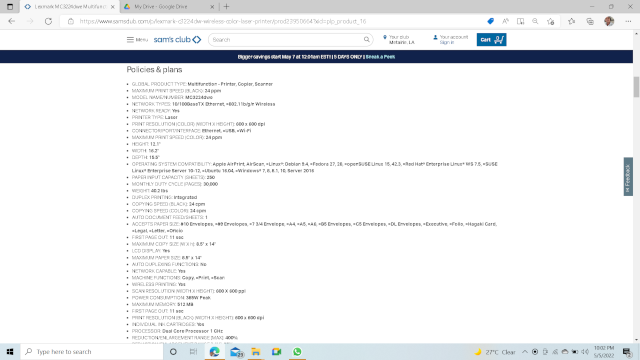 Lexmark MC3224dwe Multifunct
My Drive - Google Drive
https://www.samsclub.com/p/lexmark-c3224dwe-wireless-color-laser-printer/prod22950064?xid=plp_product_16
Menu
sam's club
Search
Your club
Metairie, LA
Your account
Sign in
Cart
Bigger savings start May 7 at 12:01am EST | 5 DAYS ONLY | Sneak a Peek
Policies & plans
GLOBAL PRODUCT TYPE: Multifunction - Printer, Copier, Scanner
MAXIMUM PRINT SPEED (BLACK): 24 ppm
MODEL NAME/NUMBER: MC3224dwe
NETWORK TYPES: 10/100BaseTX Ethernet, •802.11b/g/n Wireless
NETWORK READY: Yes
PRINTER TYPE: Laser
PRINT RESOLUTION (COLOR) (WIDTH X HEIGHT): 600 x 600 dpi
CONNECTOR/PORT/INTERFACE: Ethernet, •USB, •Wi-Fi
MAXIMUM PRINT SPEED (COLOR): 24 ppm
HEIGHT: 12.1"
WIDTH: 16.2"
DEPTH: 15.5"
OPERATING SYSTEM COMPATIBILITY: Apple AirPrint, AirScan, •Linux®: Debian 8.4, •Fedora 27, 28, •openSUSE Linux 15, 42.3, •Red Hat® Enterprise Linux® WS 7.5, •SUSE
Linux® Enterprise Server 10-12, •Ubuntu 16.04, •Windows® 7, 8, 8.1, 10, Server 2016
PAPER INPUT CAPACITY (SHEETS): 250
MONTHLY DUTY CYCLE (PAGES): 30,000
WEIGHT: 40.2 lbs
DUPLEX PRINTING: Integrated
COPYING SPEED (BLACK): 24 cpm
COPYING SPEED (COLOR): 24 cpm
AUTO DOCUMENT FEED SHEETS: 1
ACCEPTS PAPER SIZE: #10 Envelopes, •#9 Envelopes, •7 3/4 Envelopes, •A4, •A5, •A6, •B5 Envelopes, •C5 Envelopes, •DL Envelopes, •Executive, •Folio, •Hagaki Card,
•Legal, •Letter, •Oficio
FIRST PAGE OUT: 11 sec
MAXIMUM COPY SIZE (W X H): 8.5" x 14"
LCD DISPLAY: Yes
MAXIMUM PAPER SIZE: 8.5" x 14"
AUTO DUPLEXING FUNCTIONS: No
NETWORK CAPABLE: Yes
MACHINE FUNCTIONS: Copy, •Print, •Scan
WIRELESS PRINTING: Yes
SCAN RESOLUTION (WIDTH X HEIGHT): 600 X 600 ppi
POWER CONSUMPTION: 385W Peak
MAXIMUM MEMORY: 512 MB
FIRST PAGE OUT: 11 sec
PRINT RESOLUTION (BLACK) (WIDTH X HEIGHT): 600 x 600 dpi
INDIVIDUAL INK CARTRIDGES: Yes
PROCESSOR: Dual Core Processor 1 GHz
REDUCTION/ENLARGEMENT RANGE (MAX): 400%
Feedback
Type here to search
27°C Clear
10:02 PM
5/5/2022